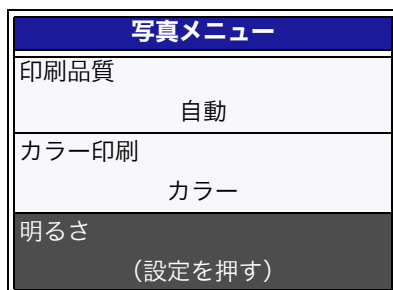 写真メニュー
印刷品質
自動
カラー印刷
カラー
明るさ
（設定を押す）